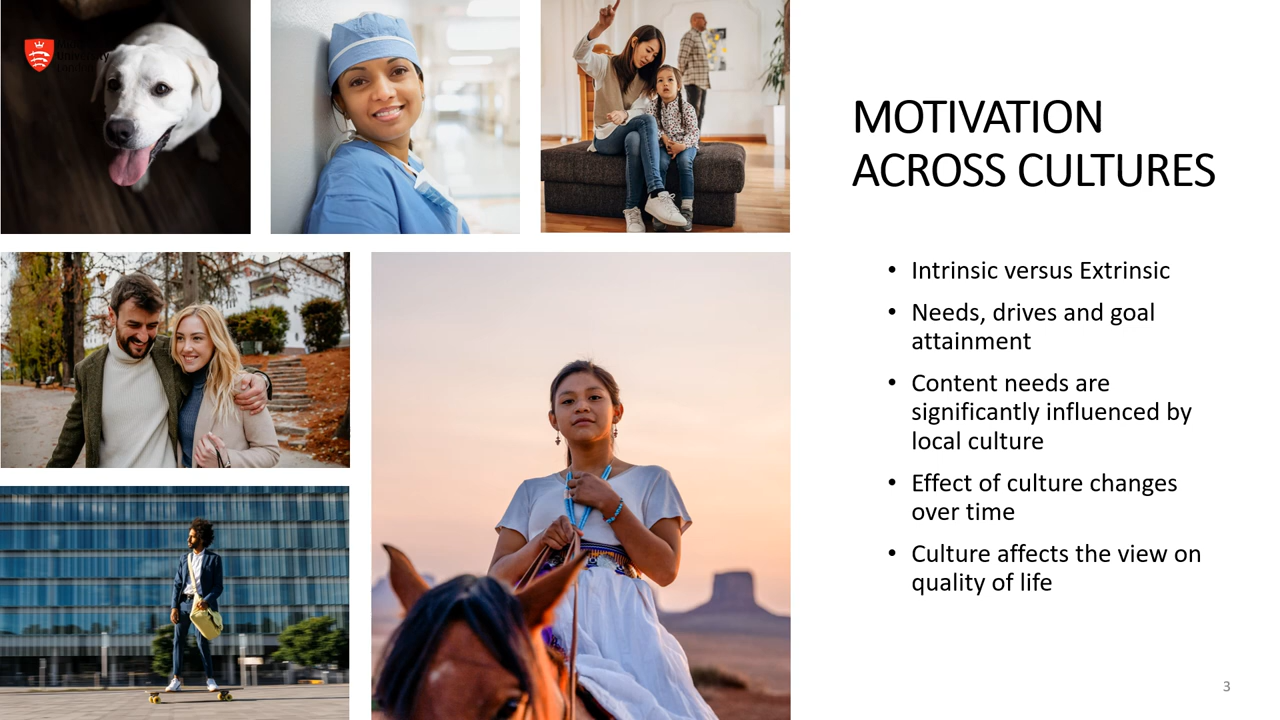 MOTIVATION
ACROSS CULTURES
• Intrinsic versus Extrinsic
• Needs, drives and goal
attainment
• Content needs are
significantly influenced by
local culture
• Effect of culture changes
over time
• Culture affects the view on
quality of life
3